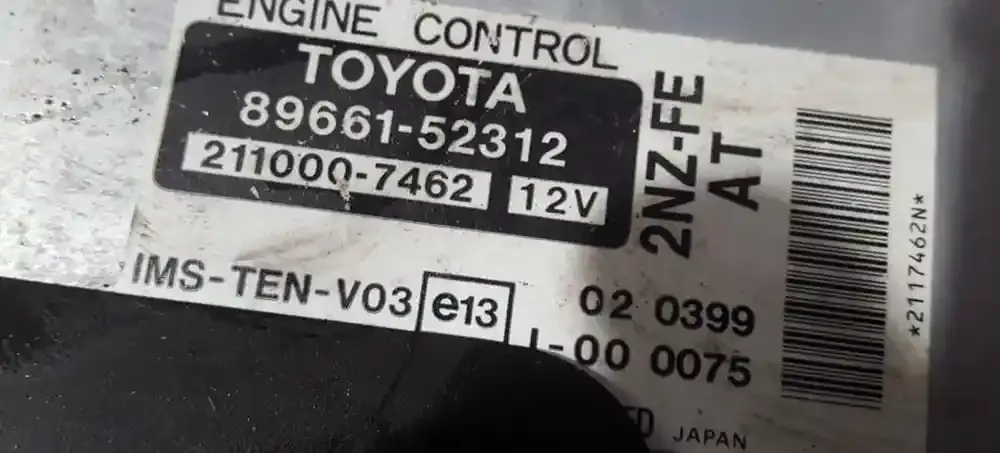 ENGINE CONTROL
TOYOTA
89661-52312
211000-7462 12V
2NZ-FE
AT
*2117462N*
IMS-TEN-V03 e13 02 0399
I-00 0075
JAPAN